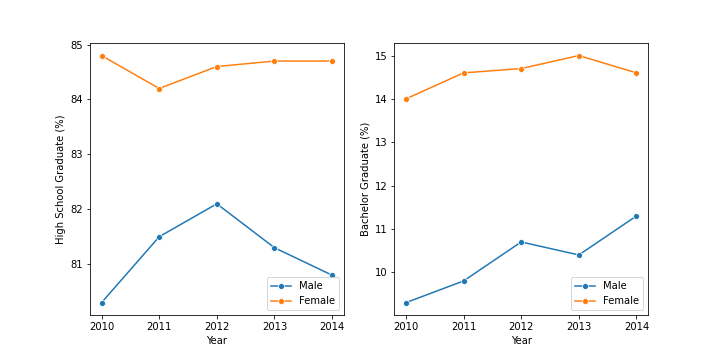 High School Graduate (%)
85
84
83
82
81
2010 2011 2012 2013 2014
Year
Male
Female
Bachelor Graduate (%)
15
14
13
12
11
10
2010 2011 2012 2013 2014
Year
Male
Female